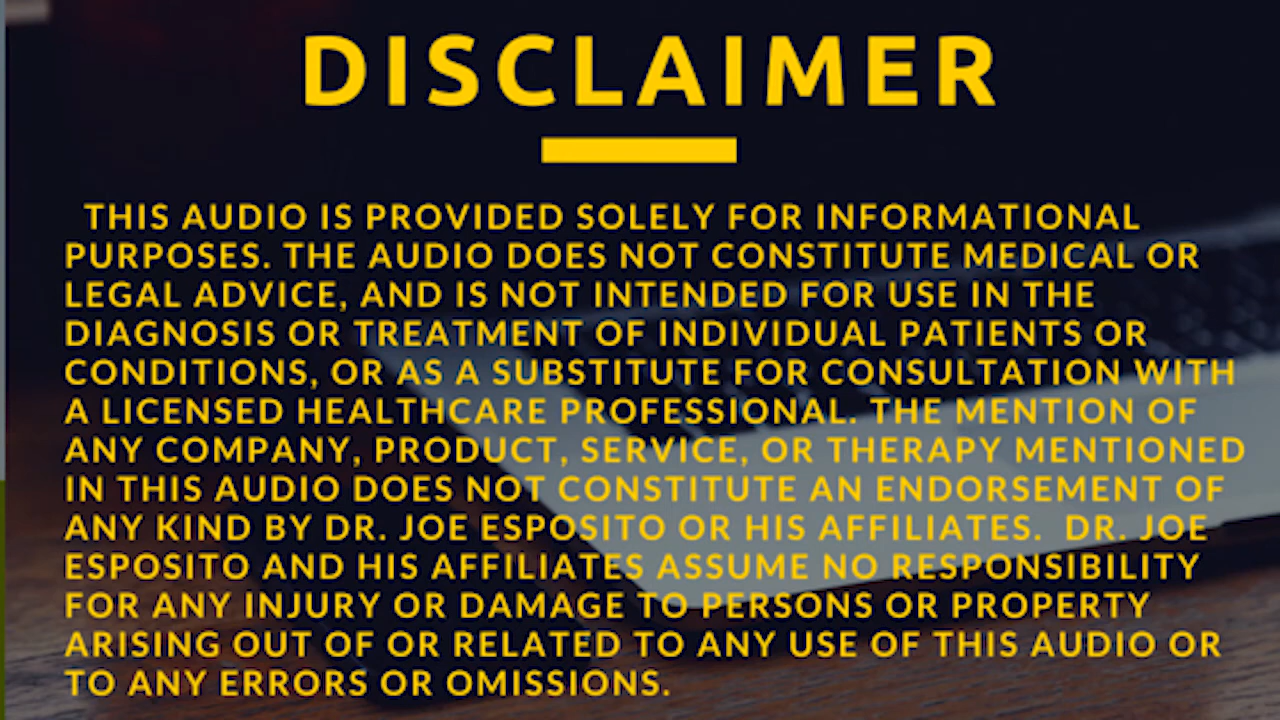 DISCLAIMER
THIS AUDIO IS PROVIDED SOLELY FOR INFORMATIONAL
PURPOSES. THE AUDIO DOES NOT CONSTITUTE MEDICAL OR
LEGAL ADVICE, AND IS NOT INTENDED FOR USE IN THE
DIAGNOSIS OR TREATMENT OF INDIVIDUAL PATIENTS OR
CONDITIONS, OR AS A SUBSTITUTE FOR CONSULTATION WITH
A LICENSED HEALTHCARE PROFESSIONAL. THE MENTION OF
ANY COMPANY, PRODUCT, SERVICE, OR THERAPY MENTIONED
IN THIS AUDIO DOES NOT CONSTITUTE AN ENDORSEMENT OF
ANY KIND BY DR. JOE ESPOSITO OR HIS AFFILIATES.  DR. JOE
ESPOSITO AND HIS AFFILIATES ASSUME NO RESPONSIBILITY
FOR ANY INJURY OR DAMAGE TO PERSONS OR PROPERTY
ARISING OUT OF OR RELATED TO ANY USE OF THIS AUDIO OR
TO ANY ERRORS OR OMISSIONS.